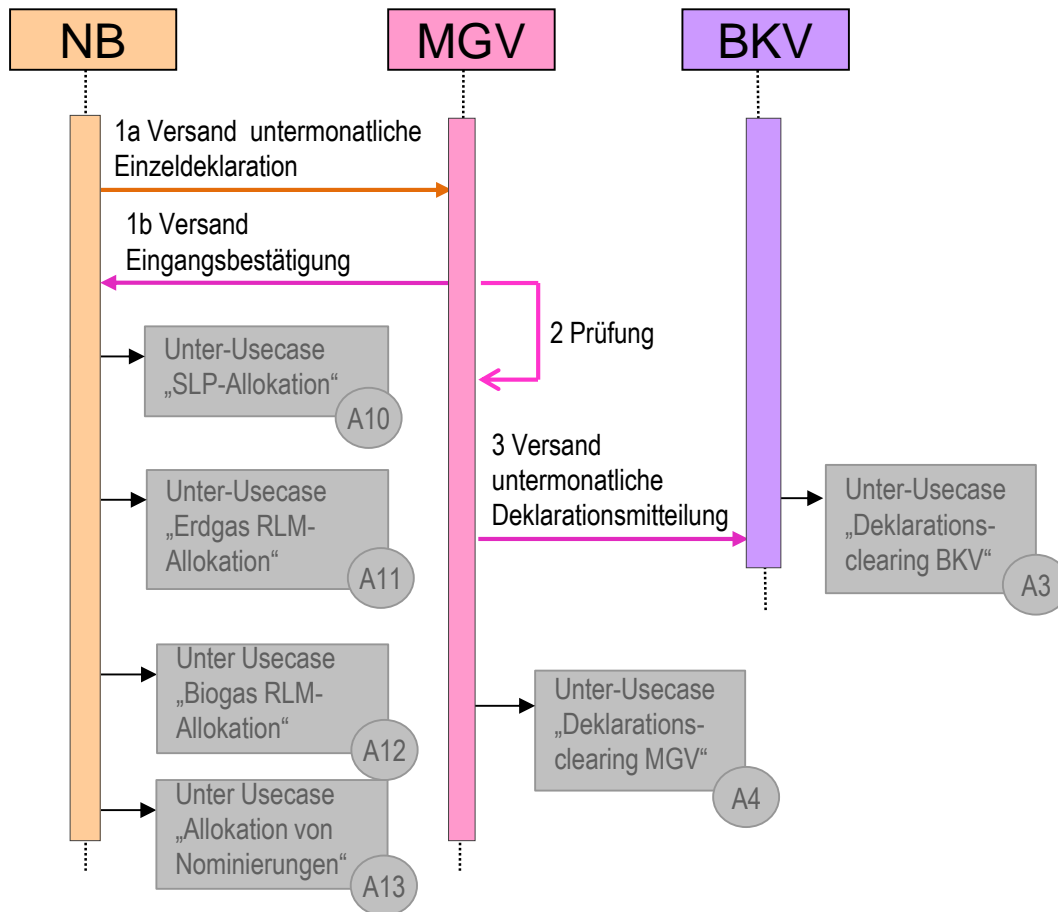 NB
MGV
BKV
1a Versand untermonatliche
Einzeldeklaration
1b Versand
Eingangsbestätigung
2 Prüfung
Unter-Usecase
„SLP-Allokation“
A10
3 Versand
untermonatliche
Deklarationsmitteilung
Unter-Usecase
„Erdgas RLM-
Allokation“
A11
Unter-Usecase
„Deklarations-
clearing BKV“
A3
Unter Usecase
„Biogas RLM-
Allokation“
A12
Unter-Usecase
„Deklarations-
clearing MGV“
A4
Unter Usecase
„Allokation von
Nominierungen“
A13